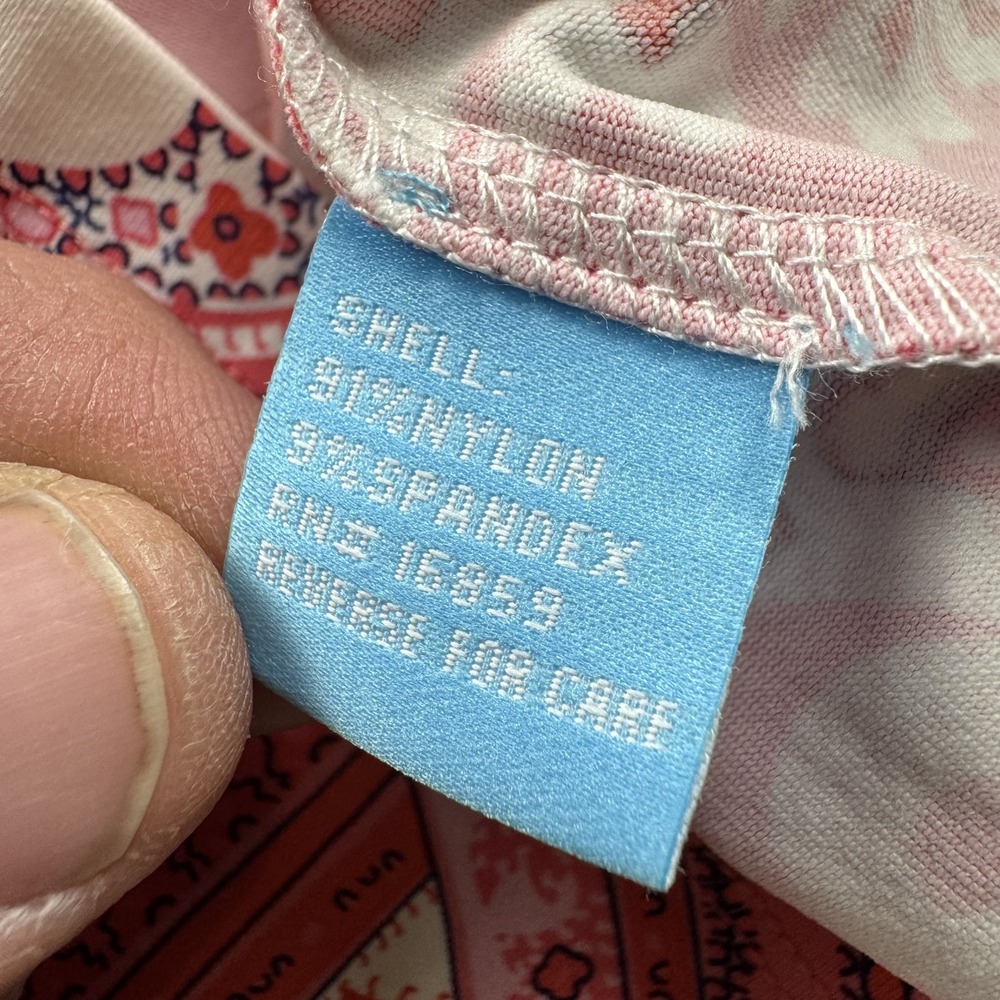 SHELL:
91%NYLON
9%SPANDEX
RN# 16859
REVERSE FOR CARE